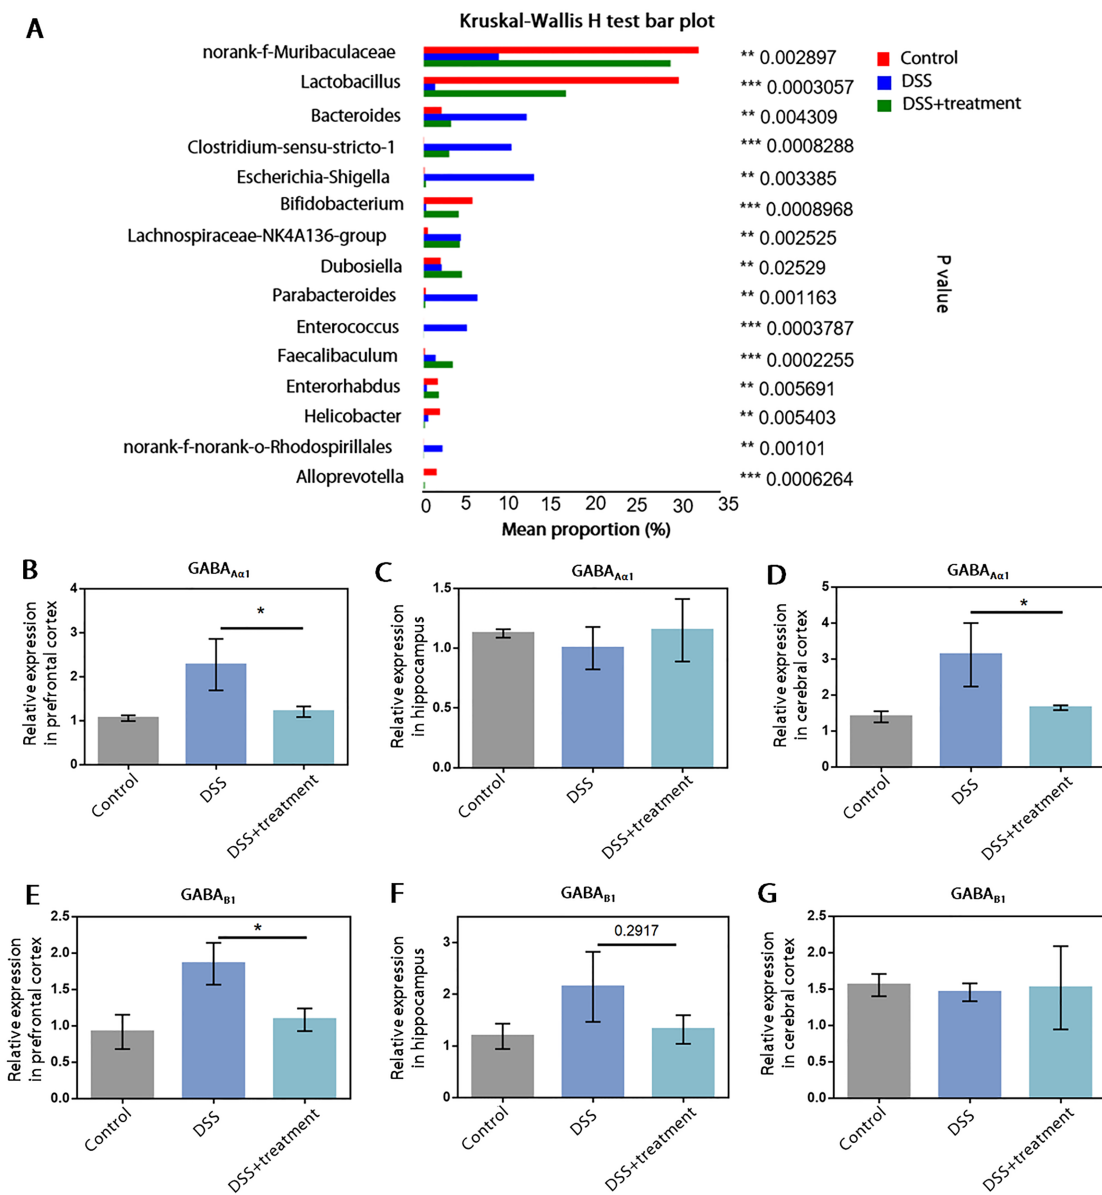 A
Kruskal-Wallis H test bar plot
norank-f-Muribaculaceae ** 0.002897
Lactobacillus *** 0.0003057
Bacteroides ** 0.004309
Clostridium-sensu-stricto-1 *** 0.0008288
Escherichia-Shigella ** 0.003385
Bifidobacterium *** 0.0008968
Lachnospiraceae-NK4A136-group ** 0.002525
Dubosiella ** 0.02529
Parabacteroides ** 0.001163
Enterococcus *** 0.0003787
Faecalibaculum *** 0.0002255
Enterorhabdus ** 0.005691
Helicobacter ** 0.005403
norank-f-norank-o-Rhodospirillales ** 0.00101
Alloprevotella *** 0.0006264
Control
DSS
DSS+treatment
P value
0 5 10 15 20 25 30 35
Mean proportion (%)
B
GABAAα1
Relative expression
in prefrontal cortex
4
3
2
1
0
*
Control
DSS
DSS+treatment
C
GABAAα1
Relative expression
in hippocampus
1.5
1.0
0.5
0.0
Control
DSS
DSS+treatment
D
GABAAα1
Relative expression
in cerebral cortex
5
4
3
2
1
0
*
Control
DSS
DSS+treatment
E
GABAB1
Relative expression
in prefrontal cortex
2.5
2.0
1.5
1.0
0.5
0.0
*
Control
DSS
DSS+treatment
F
GABAB1
Relative expression
in hippocampus
3
2
1
0
0.2917
Control
DSS
DSS+treatment
G
GABAB1
Relative expression
in cerebral cortex
2.5
2.0
1.5
1.0
0.5
0.0
Control
DSS
DSS+treatment